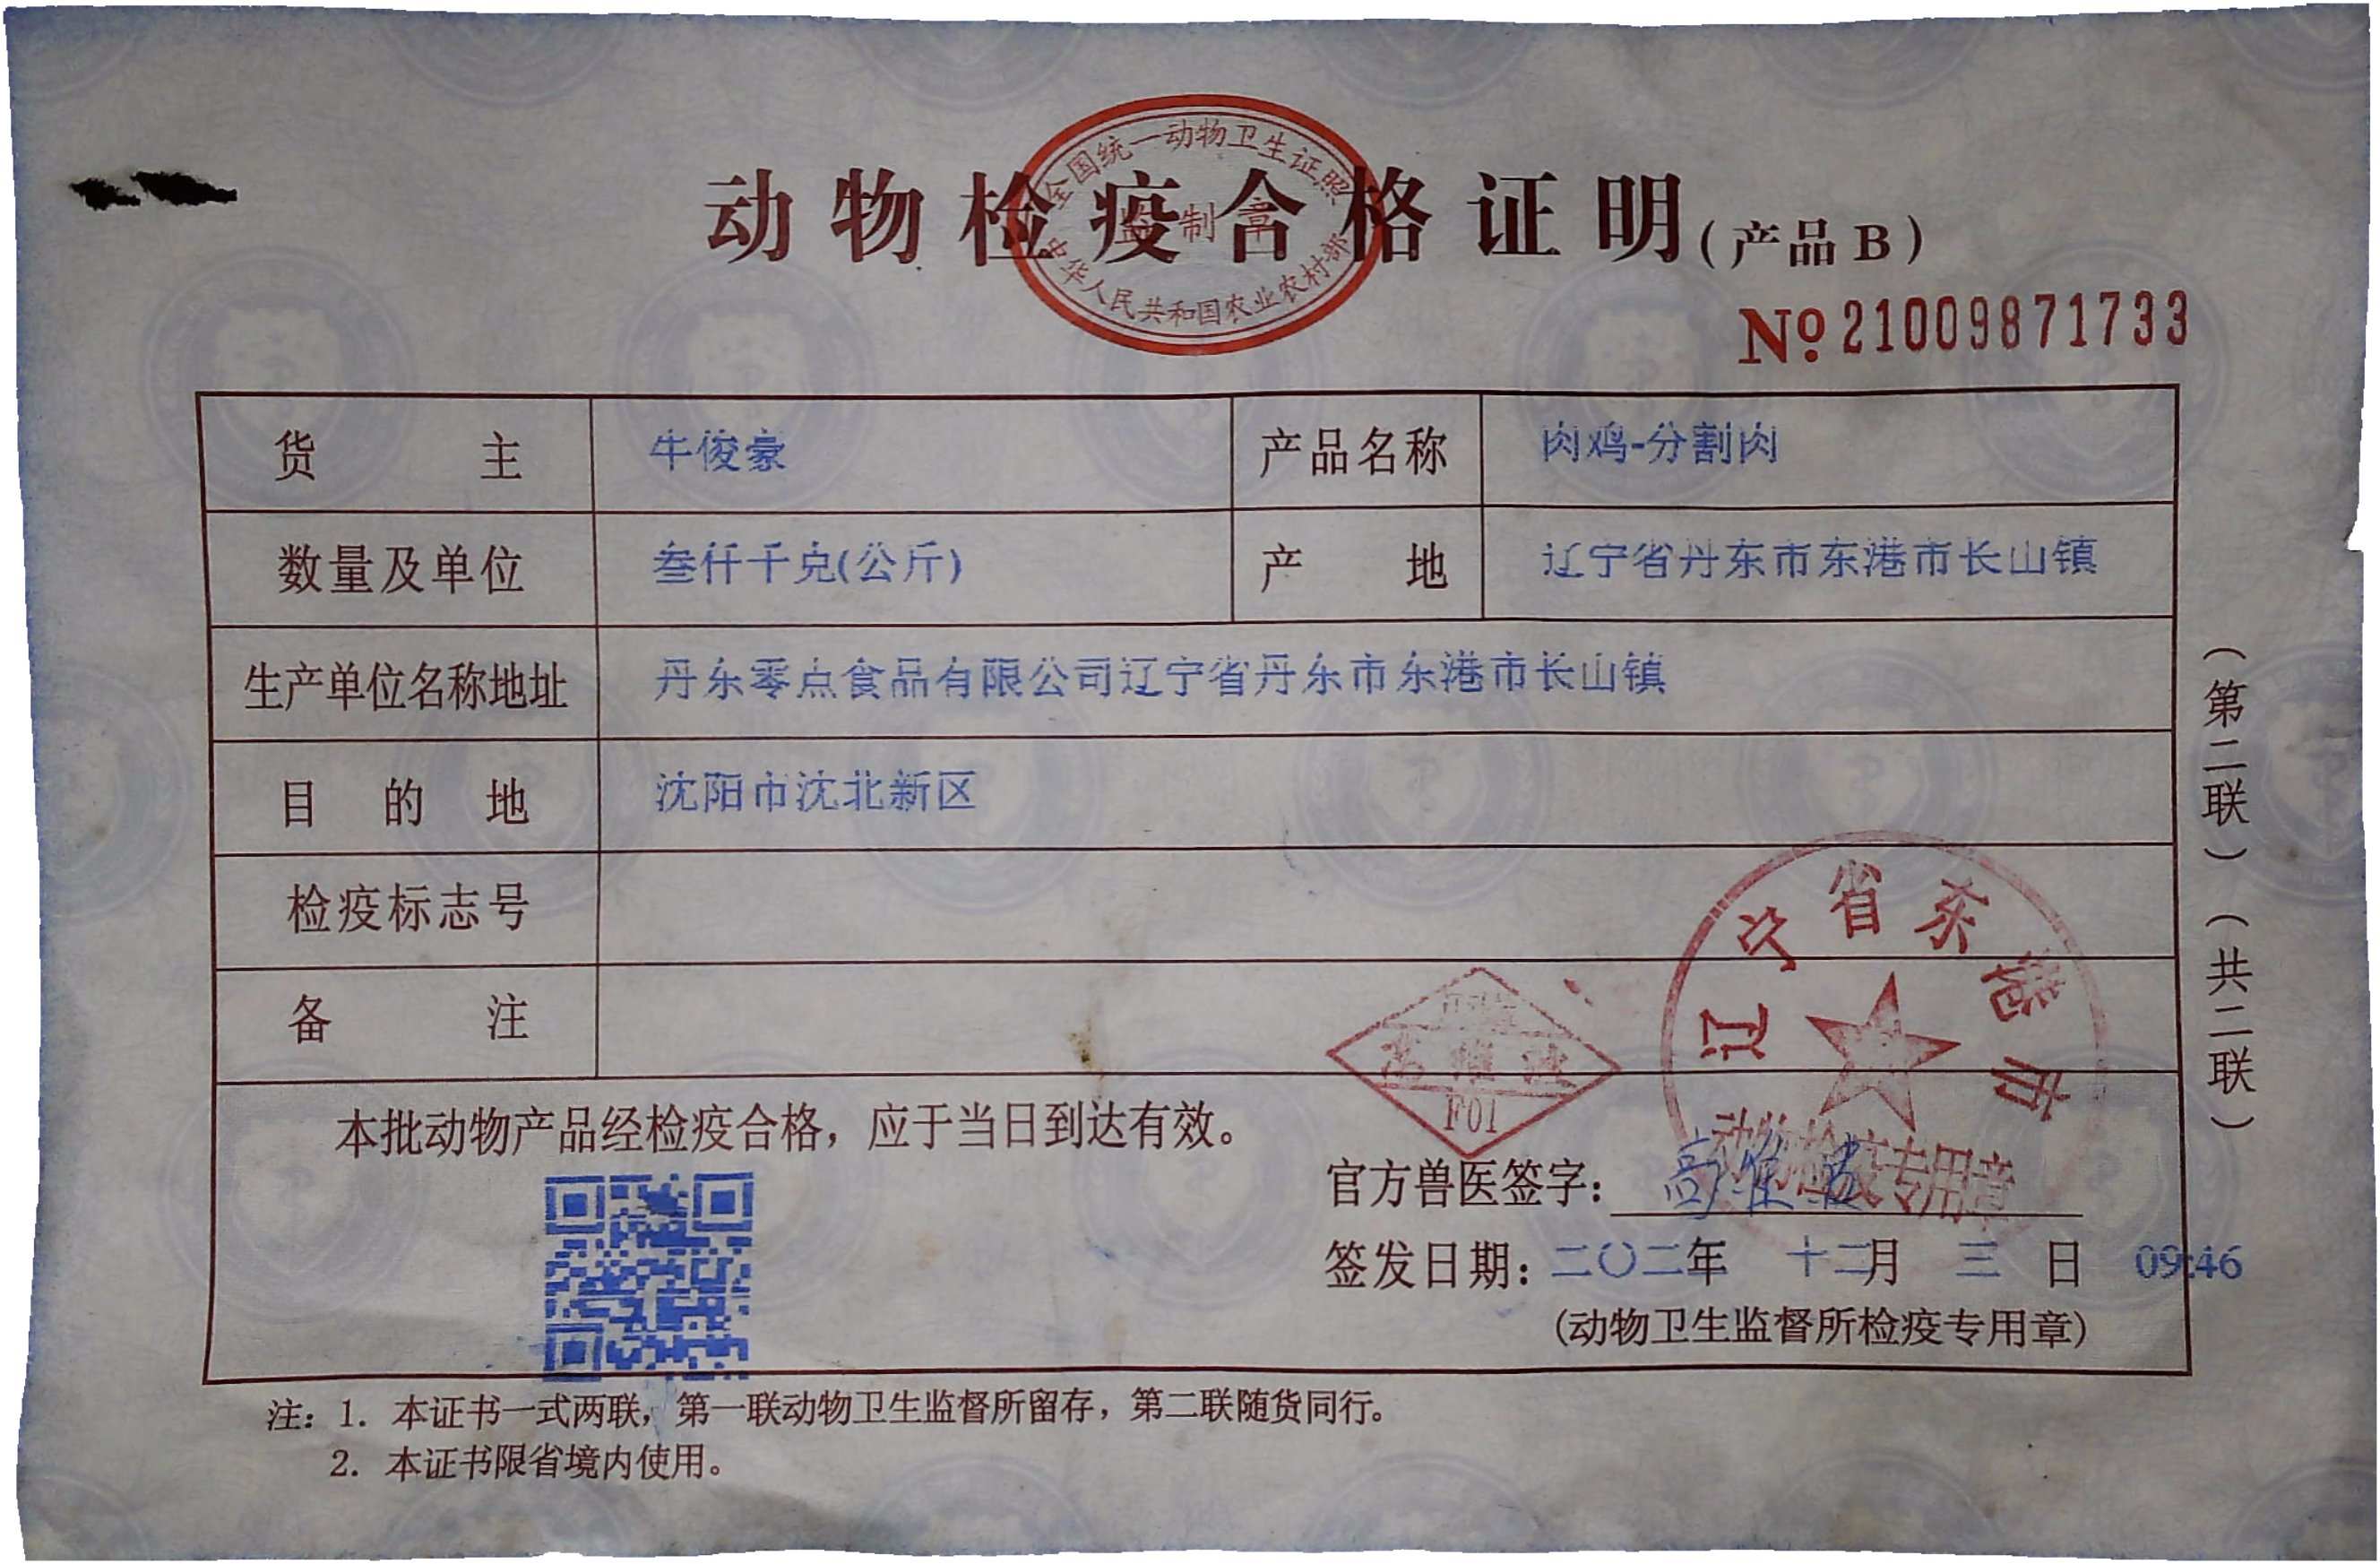 全国统一动物卫生证照
监制章
中华人民共和国农业农村部
动物检疫合格证明(产品B)
№21009871733
货主 牛俊豪 产品名称 肉鸡-分割肉
数量及单位 叁仟千克(公斤) 产地 辽宁省丹东市东港市长山镇
生产单位名称地址 丹东零点食品有限公司辽宁省丹东市东港市长山镇
目的地 沈阳市沈北新区
检疫标志号
备注
(第二联)(共二联)
辽宁省东港市
动物检疫专用章
F01
本批动物产品经检疫合格，应于当日到达有效。
官方兽医签字：高维
签发日期：二〇二年 十二月 三 日 09:46
(动物卫生监督所检疫专用章)
注：1. 本证书一式两联，第一联动物卫生监督所留存，第二联随货同行。
2. 本证书限省境内使用。